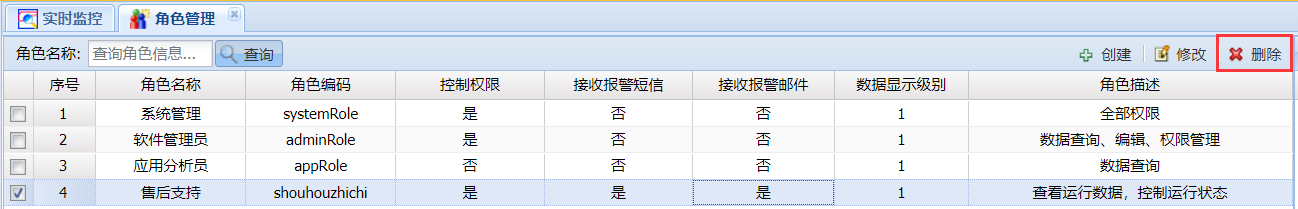 实时监控 角色管理
角色名称: 查询角色信息... 查询 创建 修改 删除
序号 角色名称 角色编码 控制权限 接收报警短信 接收报警邮件 数据显示级别 角色描述
1 系统管理 systemRole 是 否 否 1 全部权限
2 软件管理员 adminRole 是 否 否 1 数据查询、编辑、权限管理
3 应用分析员 appRole 否 否 否 1 数据查询
4 售后支持 shouhouzhichi 是 是 是 1 查看运行数据，控制运行状态